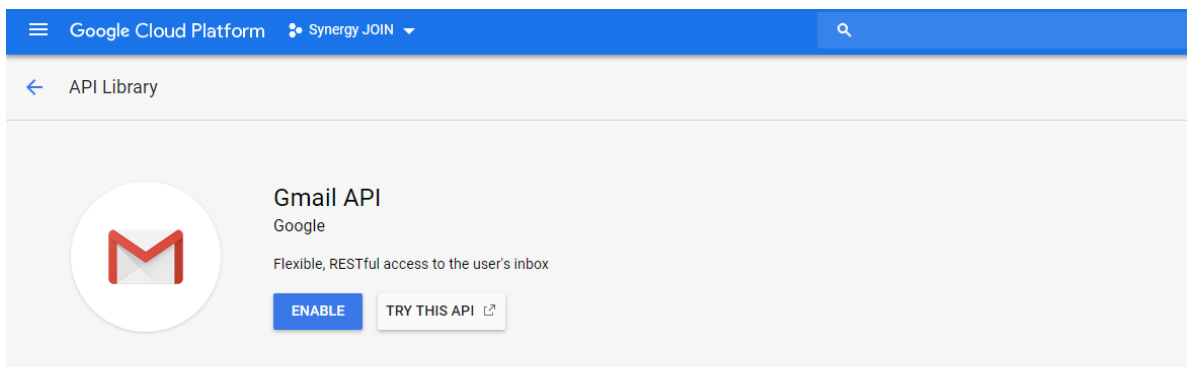 Google Cloud Platform Synergy JOIN
API Library
Gmail API
Google
Flexible, RESTful access to the user's inbox
ENABLE TRY THIS API